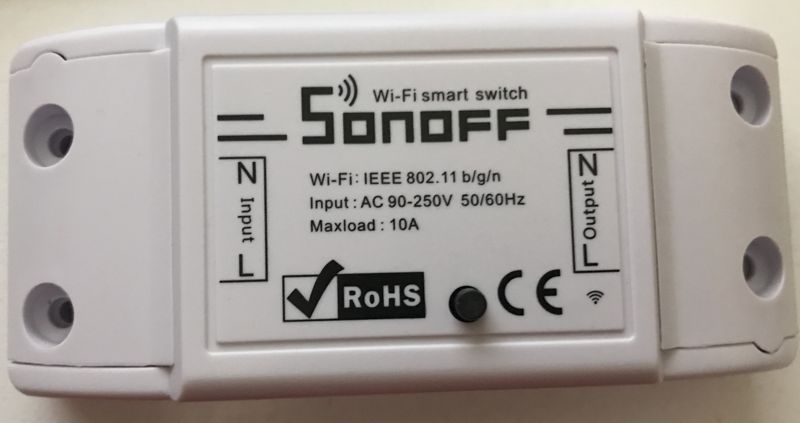 Wi-Fi smart switch
SONOFF
Wi-Fi: IEEE 802.11 b/g/n
Input : AC 90-250V 50/60Hz
Maxload : 10A
N
Input
L
N
Output
L
RoHS
CE